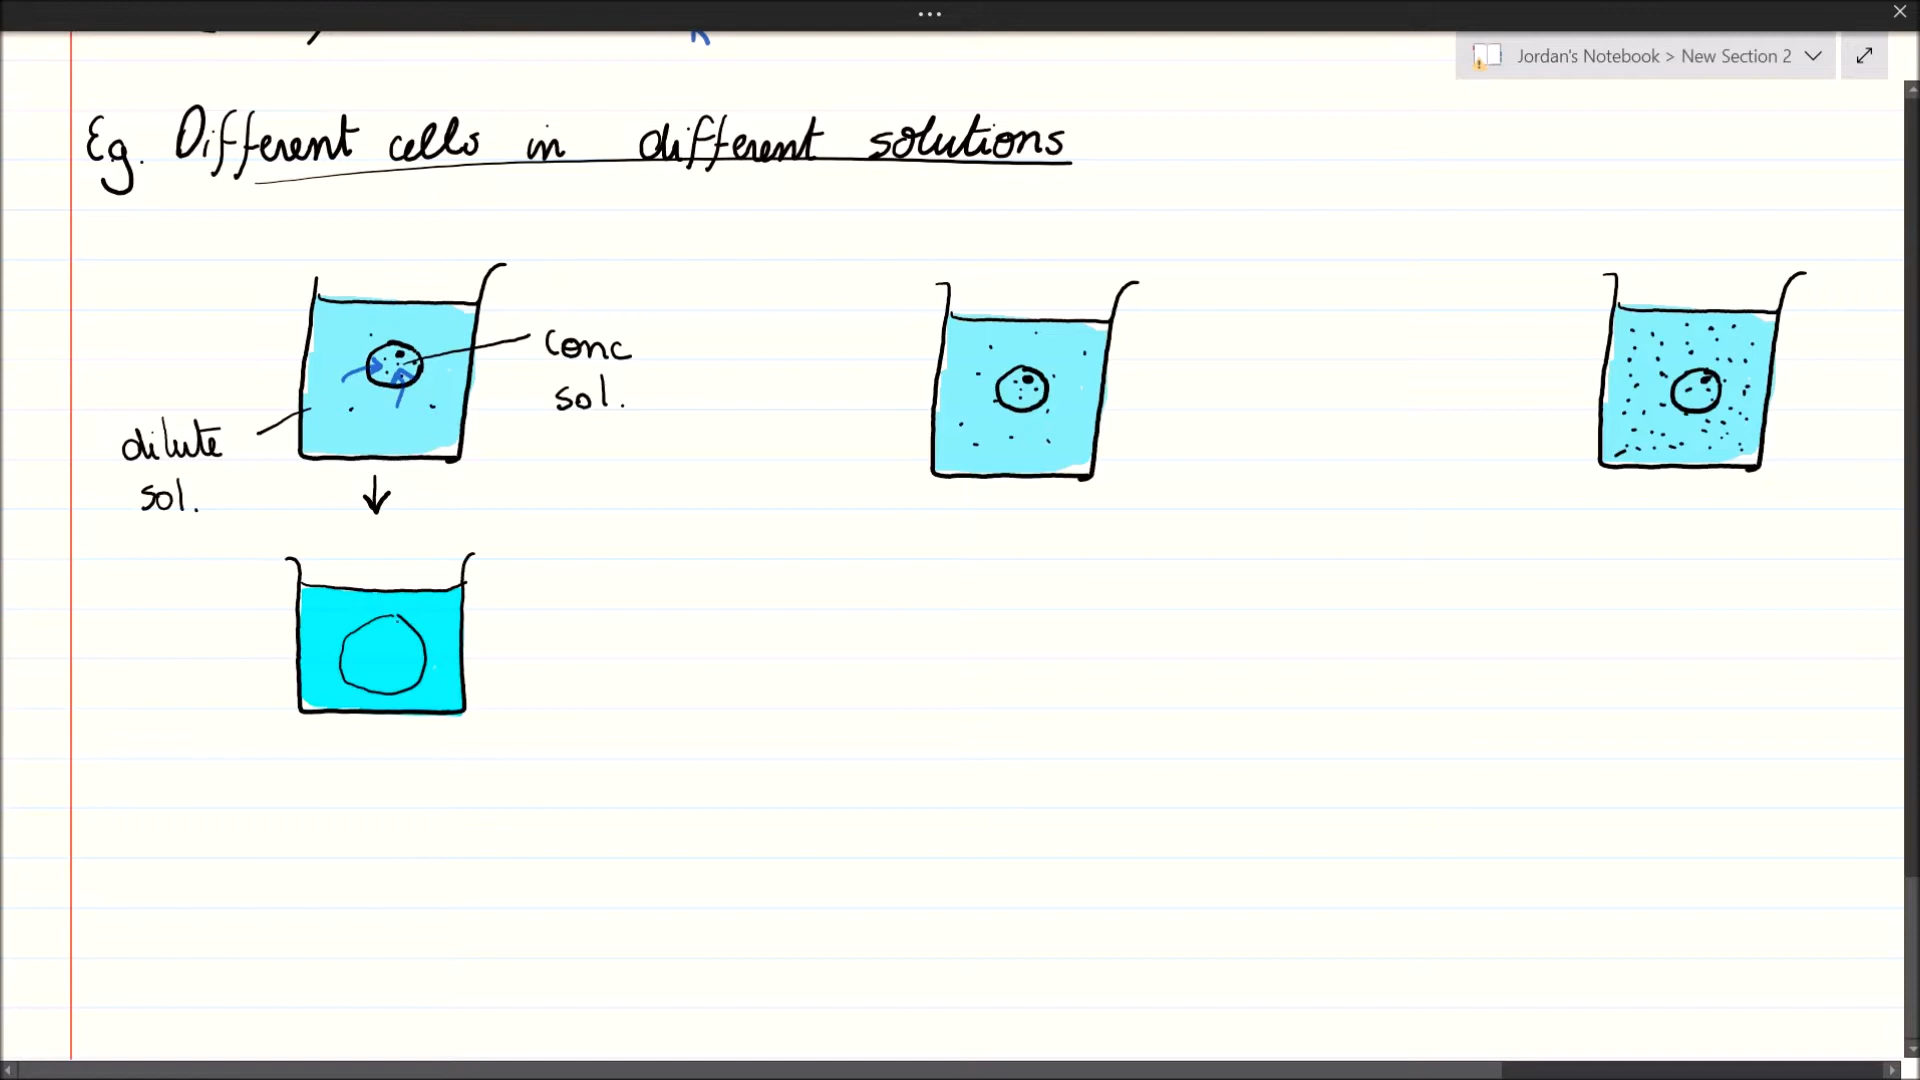 Jordan's Notebook > New Section 2
Eg. Different cells in different solutions
conc
sol.
dilute
sol.